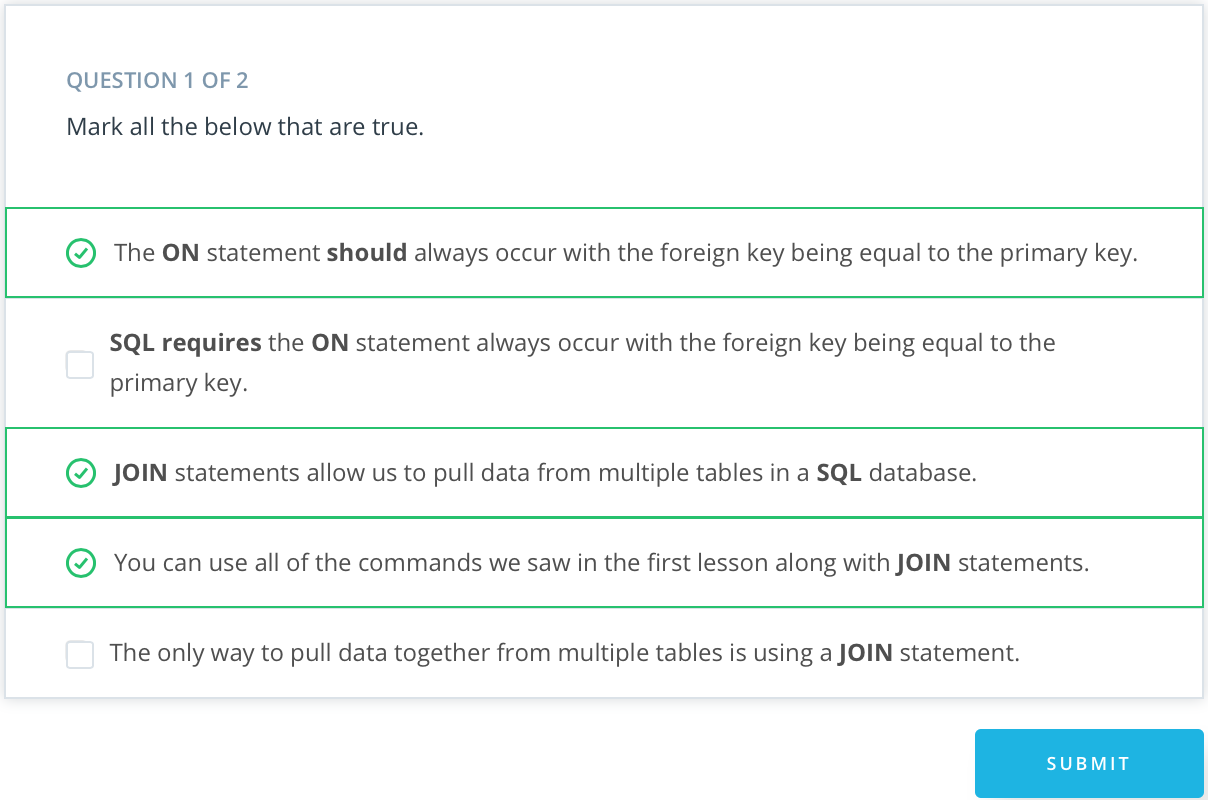 QUESTION 1 OF 2
Mark all the below that are true.
The ON statement should always occur with the foreign key being equal to the primary key.
SQL requires the ON statement always occur with the foreign key being equal to the
primary key.
JOIN statements allow us to pull data from multiple tables in a SQL database.
You can use all of the commands we saw in the first lesson along with JOIN statements.
The only way to pull data together from multiple tables is using a JOIN statement.
SUBMIT